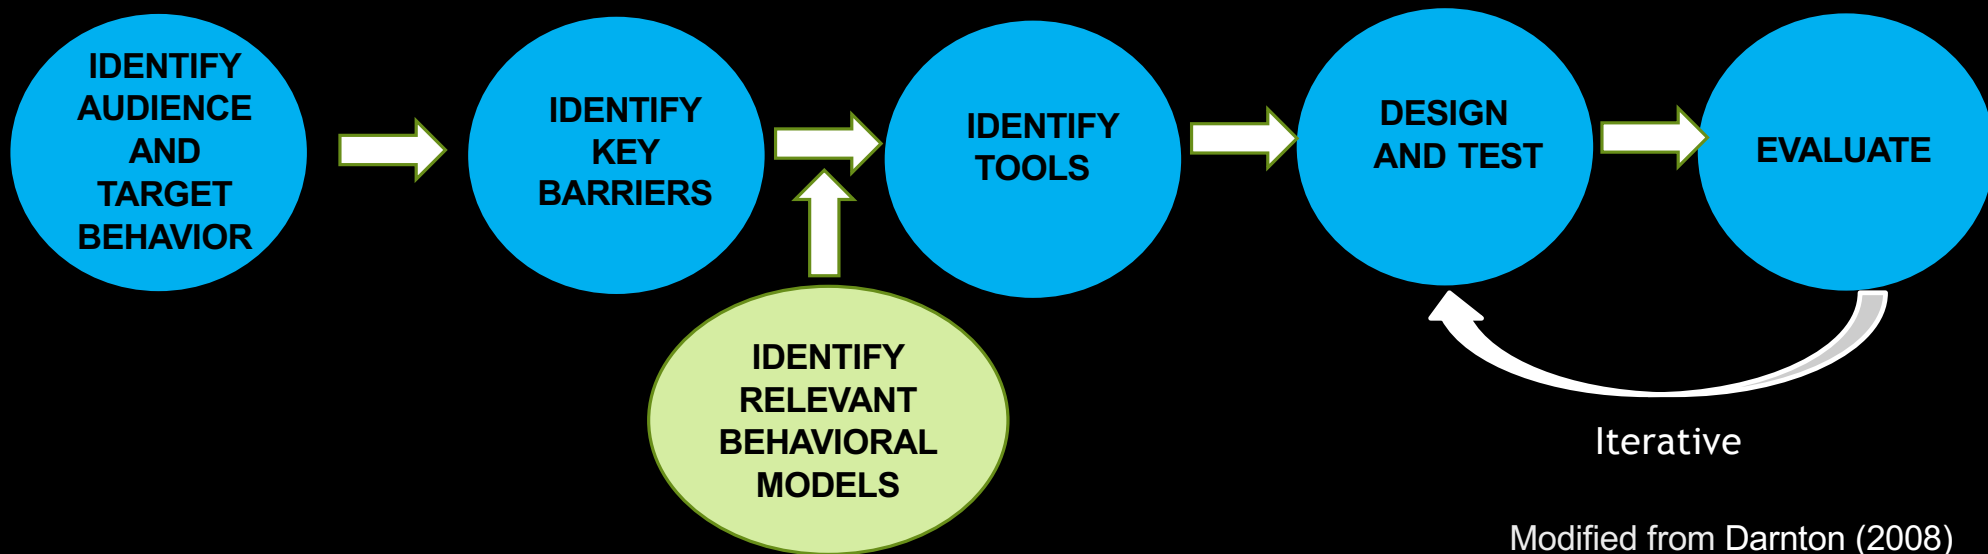 IDENTIFY
AUDIENCE
AND
TARGET
BEHAVIOR
IDENTIFY
KEY
BARRIERS
IDENTIFY
TOOLS
DESIGN
AND TEST
EVALUATE
IDENTIFY
RELEVANT
BEHAVIORAL
MODELS
Iterative
Modified from Darnton (2008)